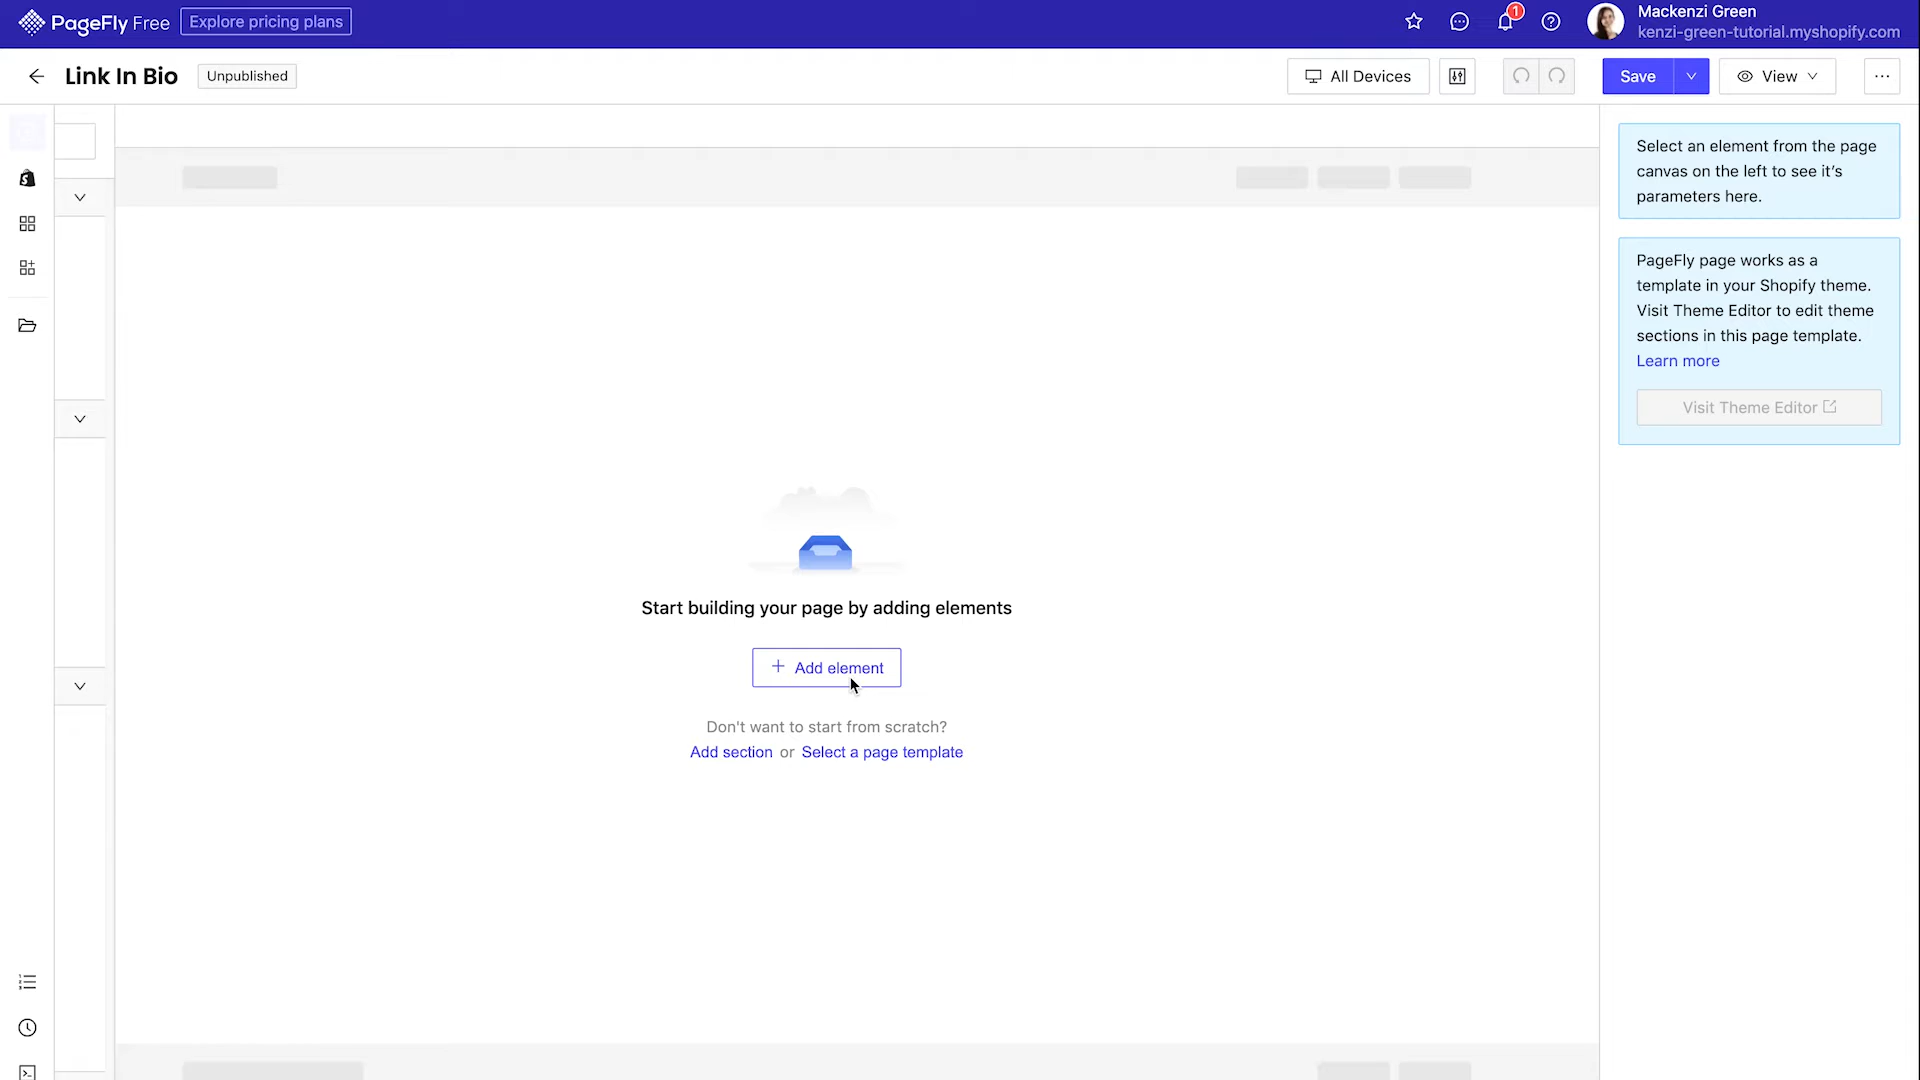 PageFly Free Explore pricing plans
1
Mackenzi Green
kenzi-green-tutorial.myshopify.com
Link In Bio Unpublished
All Devices
Save
View
Select an element from the page
canvas on the left to see it's
parameters here.
PageFly page works as a
template in your Shopify theme.
Visit Theme Editor to edit theme
sections in this page template.
Learn more
Visit Theme Editor
Start building your page by adding elements
Add element
Don't want to start from scratch?
Add section or Select a page template